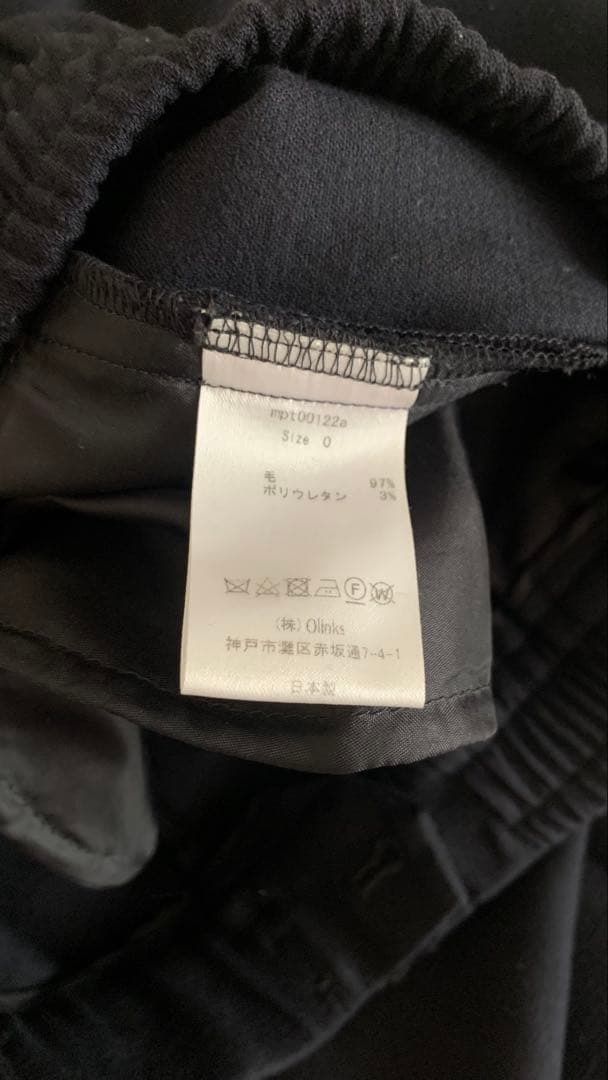 mpt00122a
Size 0
毛 97%
ポリウレタン 3%
F W
(株)Olinks
神戸市灘区赤坂通7-4-1
日本製